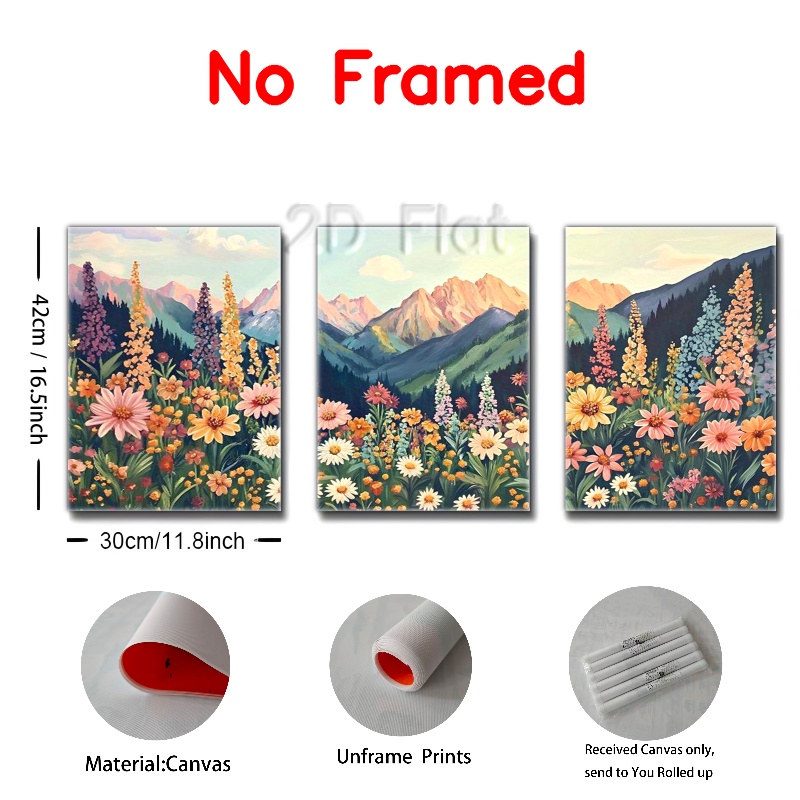 No Framed
2D Flat
42cm / 16.5inch
30cm/11.8inch
Material:Canvas
Unframe Prints
Received Canvas only,
send to You Rolled up